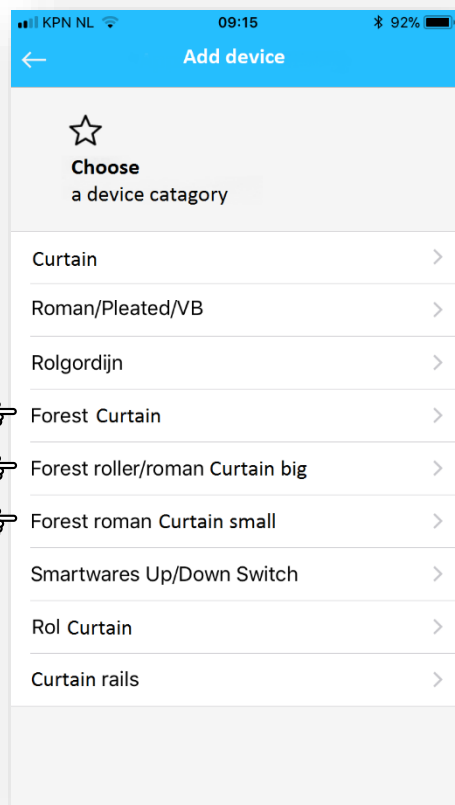 KPN NL 09:15 92%
Add device
Choose
a device catagory
Curtain
Roman/Pleated/VB
Rolgordijn
Forest Curtain
Forest roller/roman Curtain big
Forest roman Curtain small
Smartwares Up/Down Switch
Rol Curtain
Curtain rails